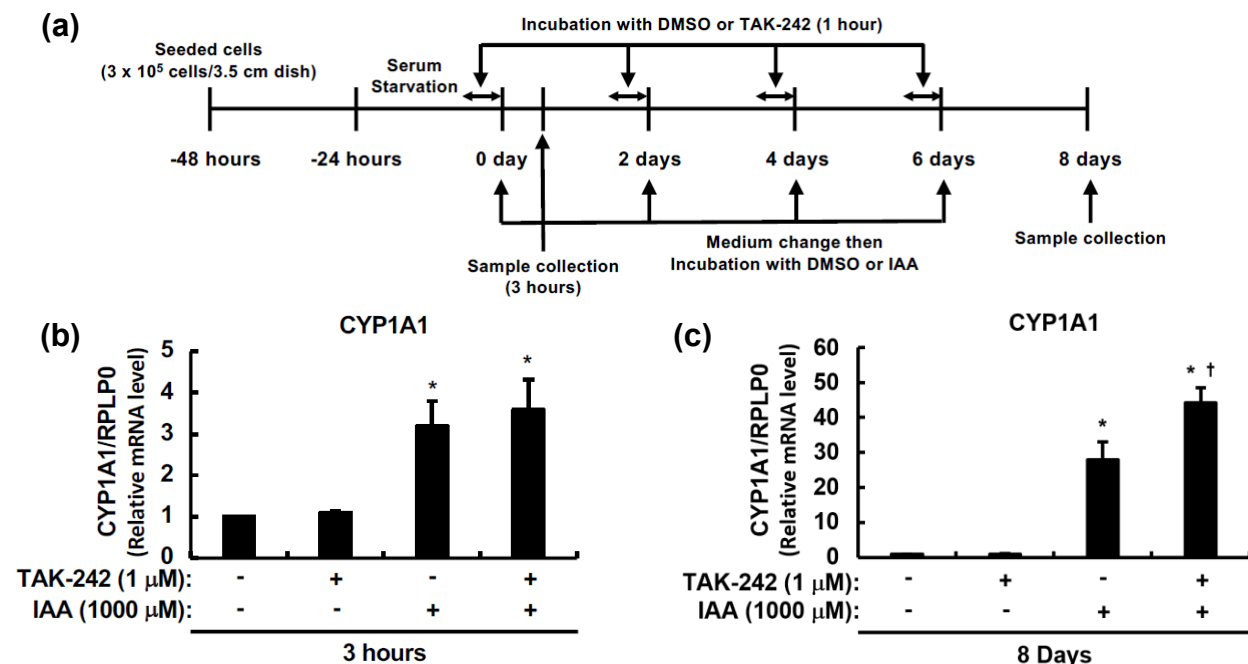 (a)
Incubation with DMSO or TAK-242 (1 hour)
Seeded cells
(3 x 10⁵ cells/3.5 cm dish)
Serum
Starvation
-48 hours
-24 hours
0 day
2 days
4 days
6 days
8 days
Medium change then
Incubation with DMSO or IAA
Sample collection
Sample collection
(3 hours)
(b)
CYP1A1
CYP1A1/RPLP0
(Relative mRNA level)
5
4
3
2
1
0
*
*
TAK-242 (1 μM): - + - +
IAA (1000 μM): - - + +
3 hours
(c)
CYP1A1
CYP1A1/RPLP0
(Relative mRNA level)
60
50
40
30
20
10
0
*
* †
TAK-242 (1 μM): - + - +
IAA (1000 μM): - - + +
8 Days